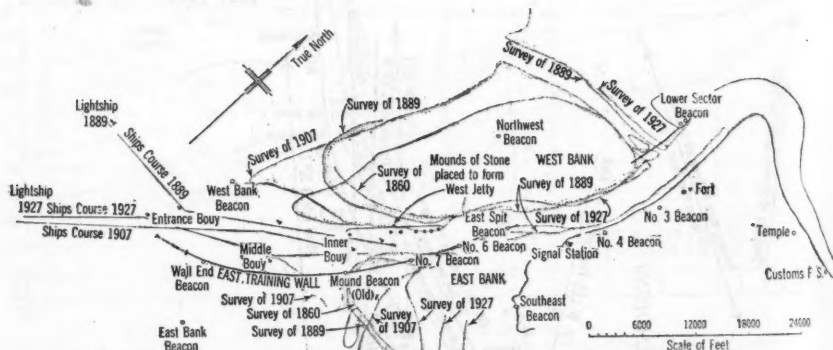 True North
Lightship
1889
Ships Course 1889
Survey of 1907
Survey of 1889
Survey of 1889
Survey of 1927
Lower Sector
Beacon
Northwest
Beacon
WEST BANK
Mounds of Stone
placed to form
West Jetty
Survey of
1860
West Bank
Beacon
Survey of 1889
Fort
Lightship
1927 Ships Course 1927
Entrance Bouy
Ships Course 1907
East Spit
Beacon
Survey of 1927
No 3 Beacon
Inner
Bouy
No. 6 Beacon
Signal Station
No. 4 Beacon
Temple
Middle
Bouy
No. 7 Beacon
Wall End
Beacon
EAST TRAINING WALL
Mound Beacon
(Old)
EAST BANK
Customs F.S.
Survey of 1907
Survey of 1860
Survey of 1889
Survey
of
1907
Survey of 1927
Southeast
Beacon
East Bank
Beacon
0 6000 12000 18000 24000
Scale of Feet